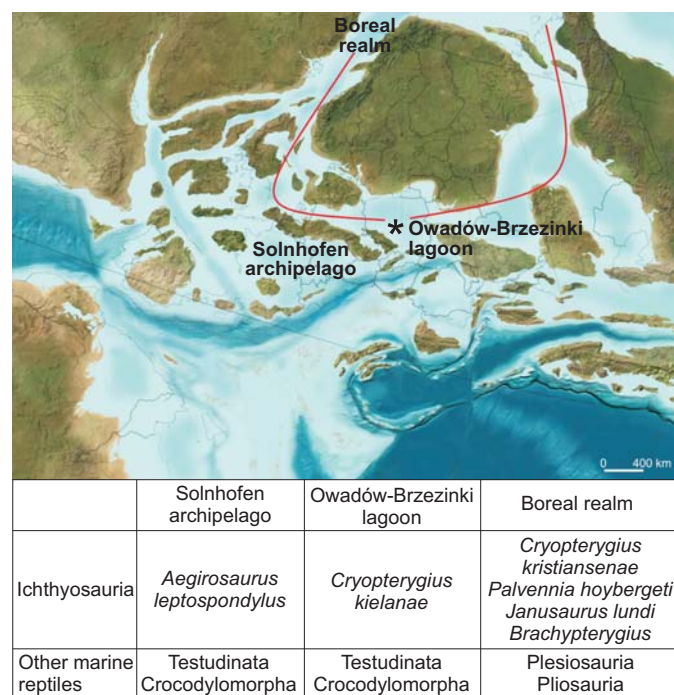 Boreal
realm
* Owadów-Brzezinki
lagoon
Solnhofen
archipelago
0 400 km
Solnhofen
archipelago
Owadów-Brzezinki
lagoon
Boreal realm
Ichthyosauria
Aegirosaurus
leptospondylus
Cryopterygius
kielanae
Cryopterygius
kristiansenae
Palvennia hoybergeti
Janusaurus lundi
Brachypterygius
Other marine
reptiles
Testudinata
Crocodylomorpha
Testudinata
Crocodylomorpha
Plesiosauria
Pliosauria